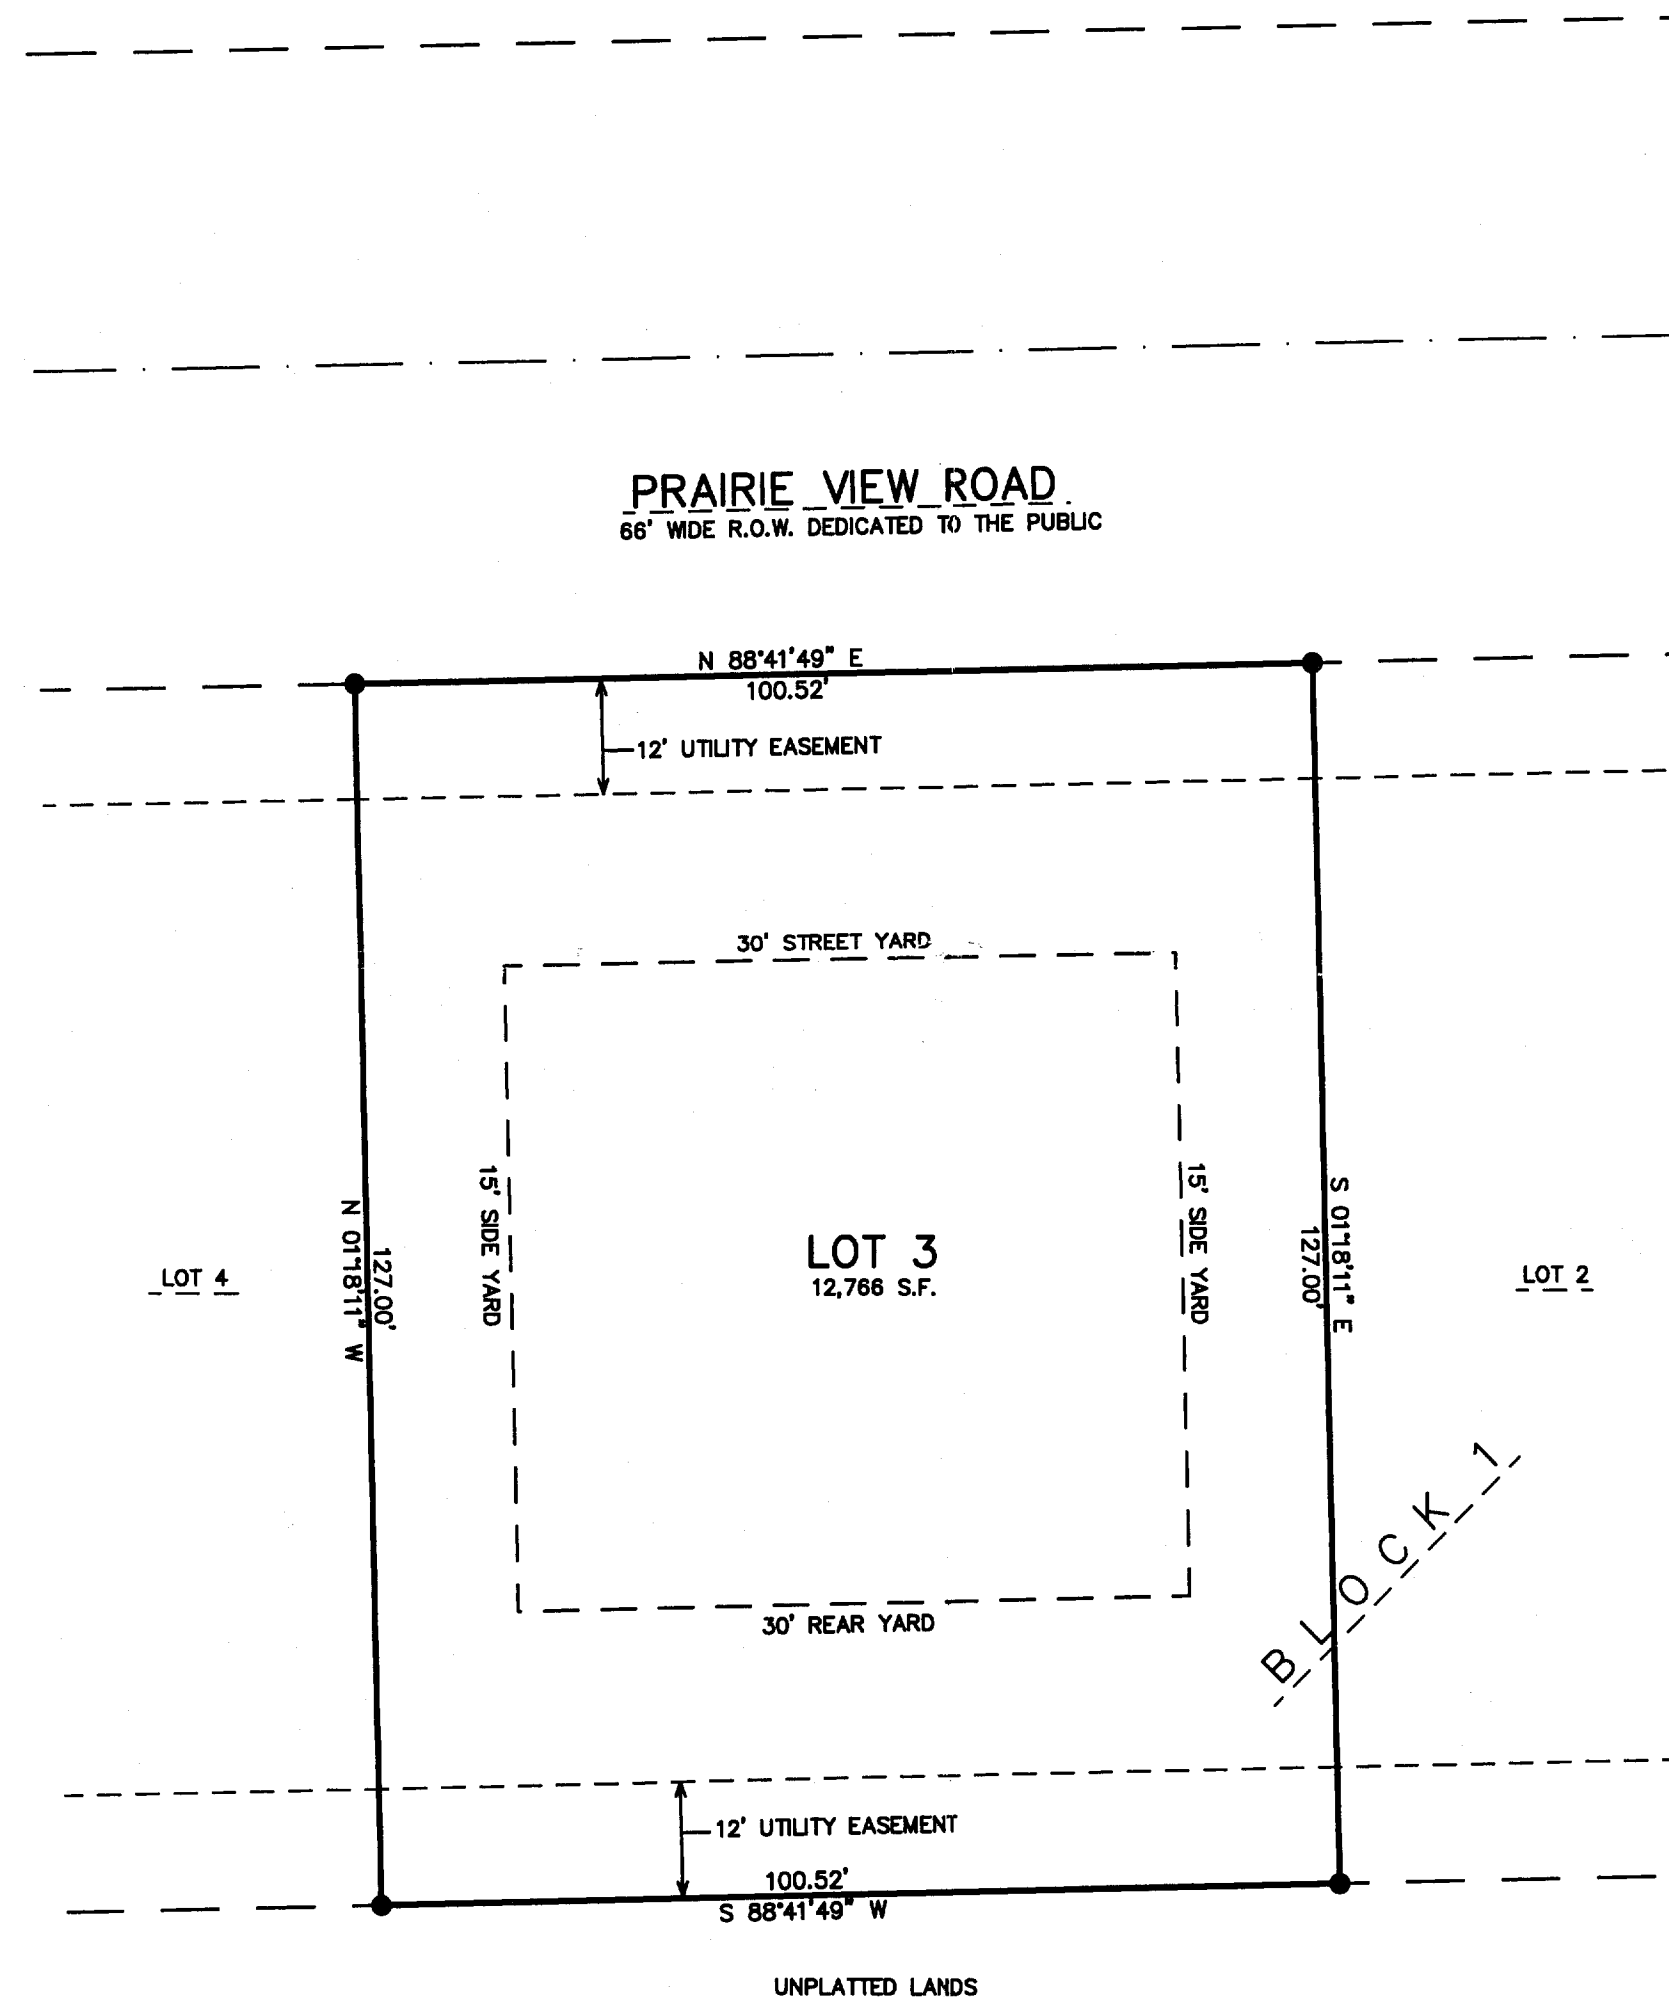 PRAIRIE VIEW ROAD
66' WIDE R.O.W. DEDICATED TO THE PUBLIC
N 88°41'49" E
100.52'
12' UTILITY EASEMENT
30' STREET YARD
15' SIDE YARD
15' SIDE YARD
N 01°18'11" W
127.00'
S 01°18'11" E
127.00'
LOT 3
12,766 S.F.
LOT 4
LOT 2
BLOCK 1
30' REAR YARD
12' UTILITY EASEMENT
100.52'
S 88°41'49" W
UNPLATTED LANDS